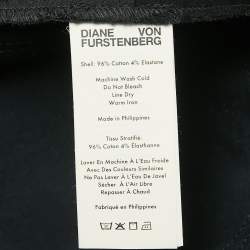 DIANE VON
FURSTENBERG
Shell: 96% Cotton 4% Elastane
Machine Wash Cold
Do Not Bleach
Line Dry
Warm Iron
Made in Philippines
Tissu Stratifié:
96% Cotton 4% Élasthanne
Laver En Machine À L'Eau Froide
Avec Des Couleurs Similaires
Ne Pas Laver À L'Eau De Javel
Sécher À L'Air Libre
Repasser À Chaud
Fabriqué en Philippines